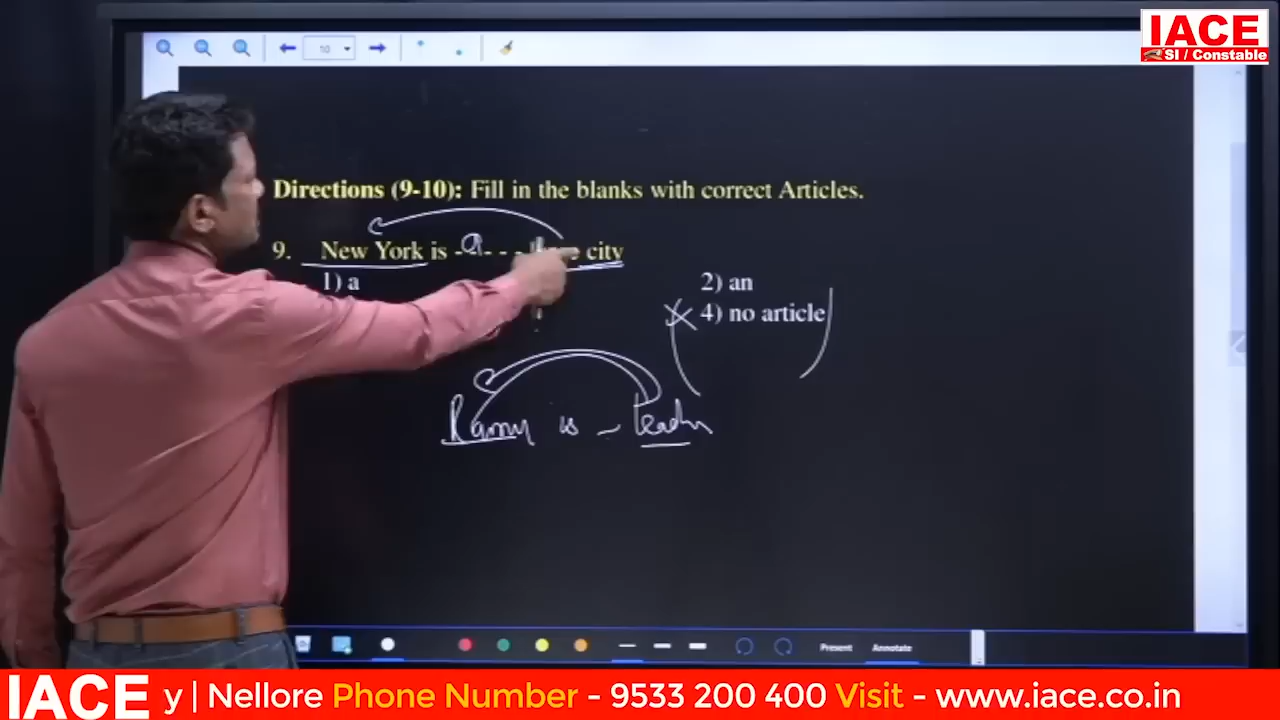 IACE
SI / Constable
10
Directions (9-10): Fill in the blanks with correct Articles.
9. New York is - a - - - city
1) a
2) an
4) no article
Ramu is -
Present
Annotate
IACE y | Nellore Phone Number - 9533 200 400 Visit - www.iace.co.in